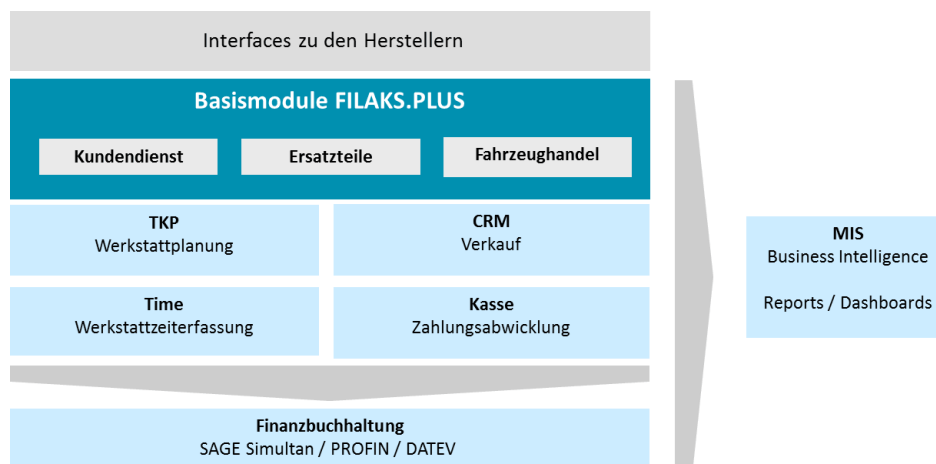 Interfaces zu den Herstellern
Basismodule FILAKS.PLUS
Kundendienst
Ersatzteile
Fahrzeughandel
TKP
Werkstattplanung
CRM
Verkauf
Time
Werkstattzeiterfassung
Kasse
Zahlungsabwicklung
Finanzbuchhaltung
SAGE Simultan / PROFIN / DATEV
MIS
Business Intelligence
Reports / Dashboards